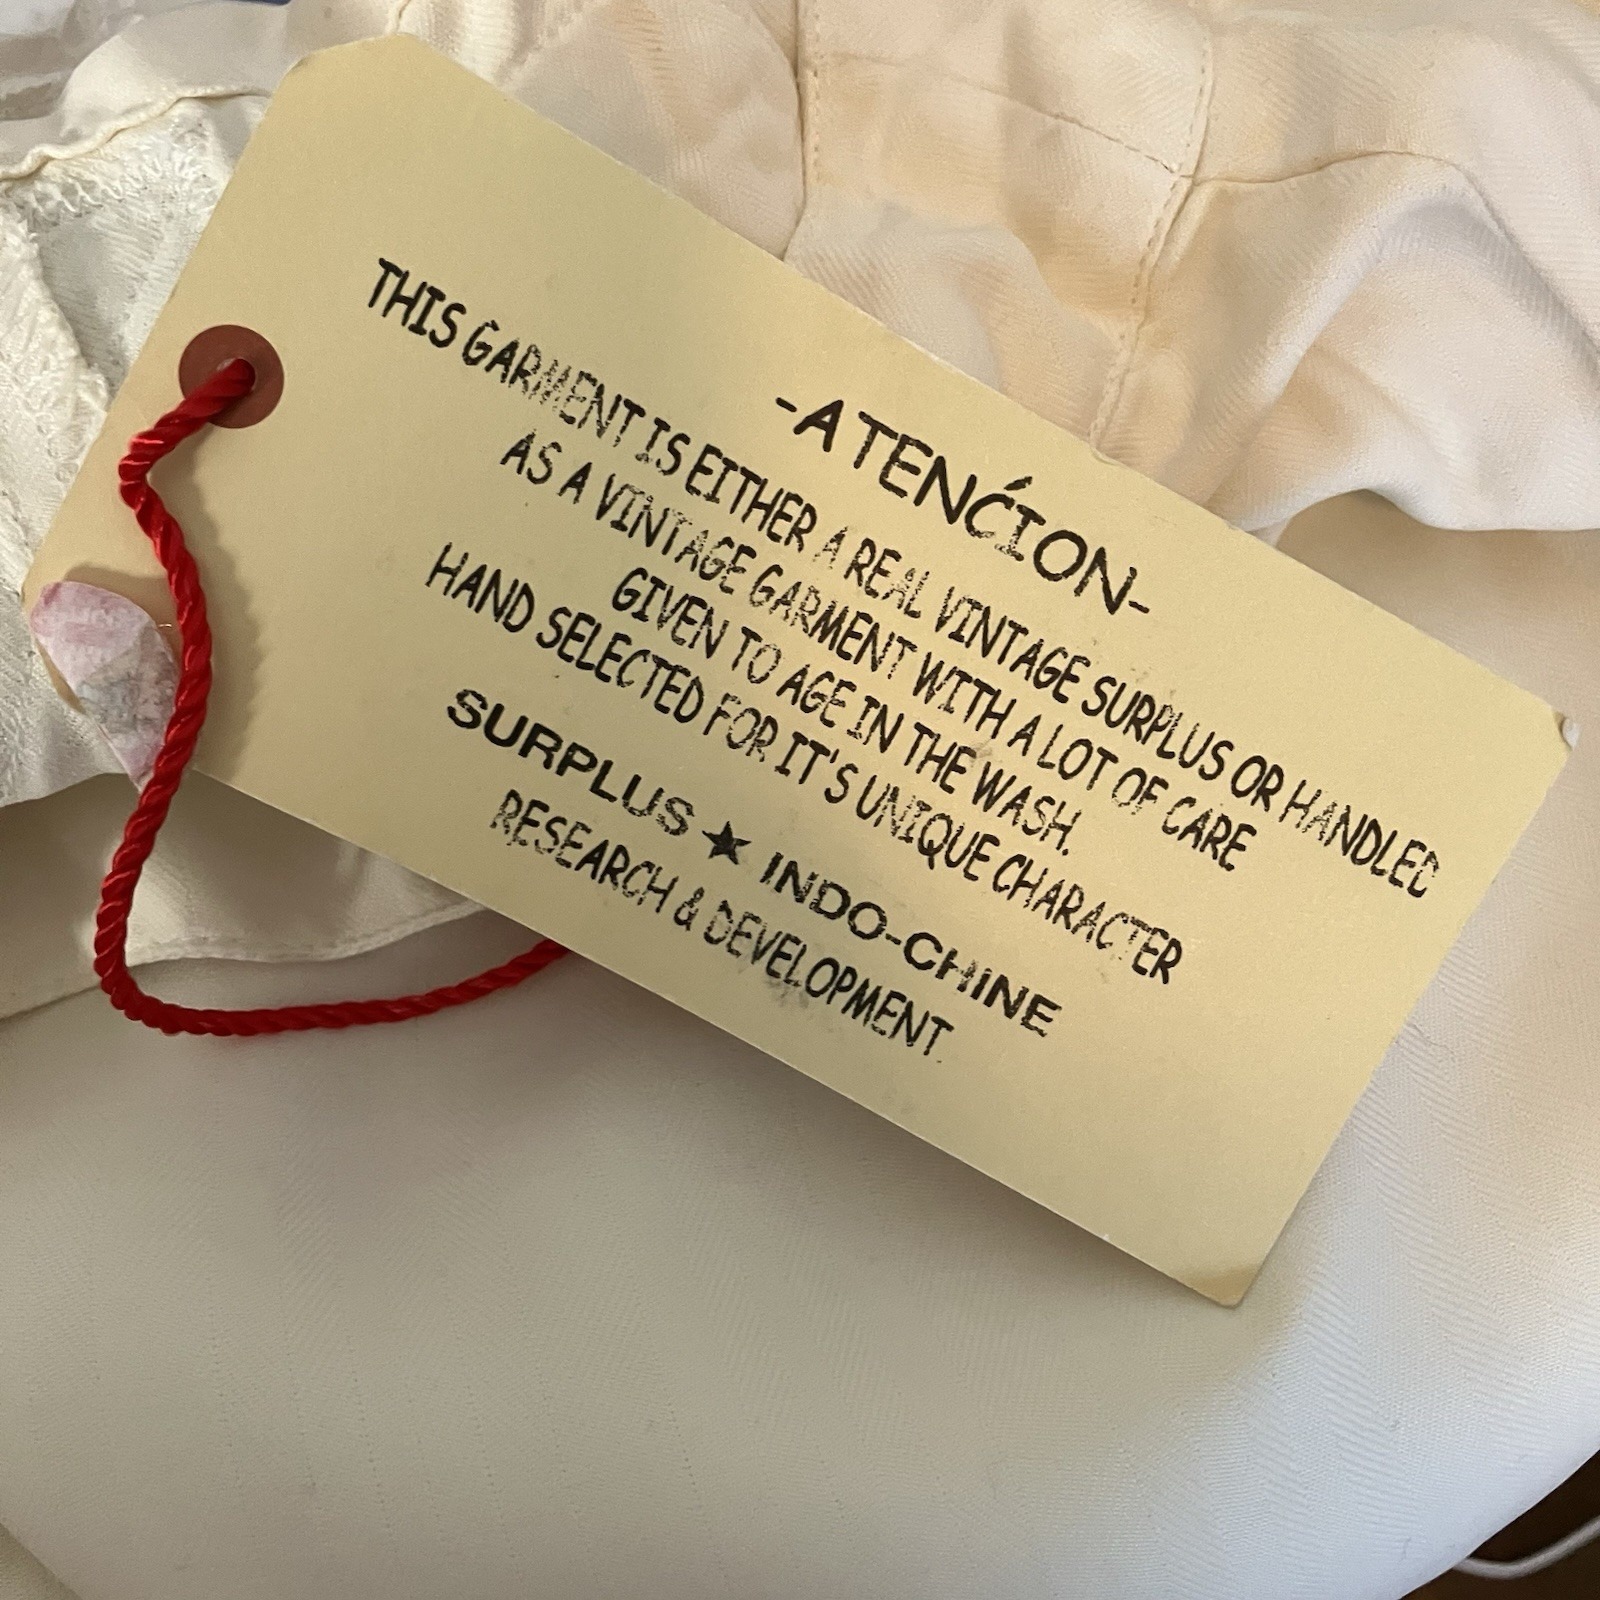 -ATENĆION-
THIS GARMENT IS EITHER A REAL VINTAGE SURPLUS OR HANDLED
AS A VINTAGE GARMENT WITH A LOT OF CARE
GIVEN TO AGE IN THE WASH.
HAND SELECTED FOR IT'S UNIQUE CHARACTER
SURPLUS ★ INDO-CHINE
RESEARCH & DEVELOPMENT.